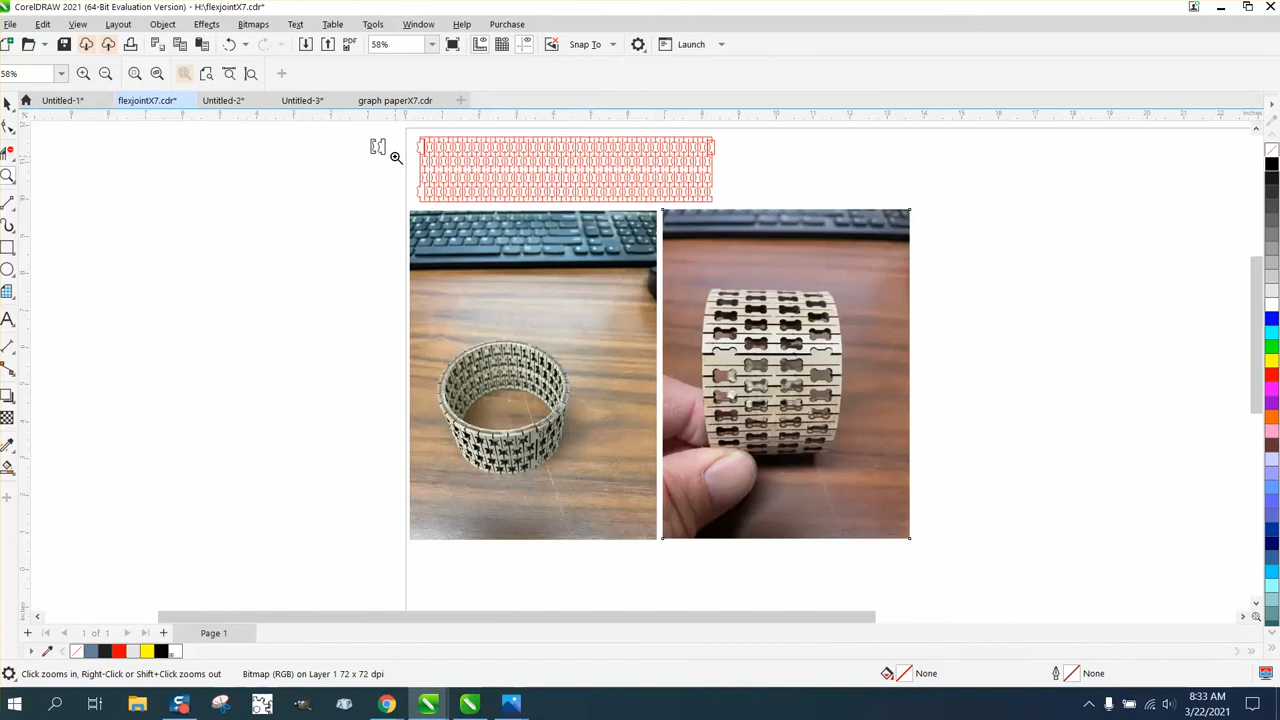 CorelDRAW 2021 (64-Bit Evaluation Version) - H:\flexjointX7.cdr*
File Edit View Layout Object Effects Bitmaps Text Table Tools Window Help Purchase
PDF 58% Snap To Launch
58%
Untitled-1* flexjointX7.cdr* Untitled-2* Untitled-3* graph paperX7.cdr
inches
1 of 1 Page 1
Click zooms in, Right-Click or Shift+Click zooms out Bitmap (RGB) on Layer 1 72 x 72 dpi None None
8:33 AM
3/22/2021